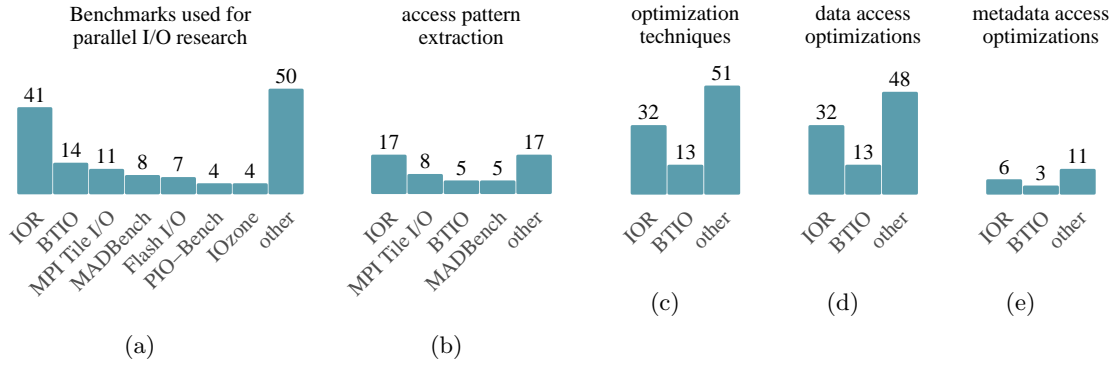 Benchmarks used for
parallel I/O research
41
14
11
8
7
4
4
50
IOR
BTIO
MPI Tile I/O
MADBench
Flash I/O
PIO−Bench
IOzone
other
(a)
access pattern
extraction
17
8
5
5
17
IOR
MPI Tile I/O
BTIO
MADBench
other
(b)
optimization
techniques
32
13
51
IOR
BTIO
other
(c)
data access
optimizations
32
13
48
IOR
BTIO
other
(d)
metadata access
optimizations
6
3
11
IOR
BTIO
other
(e)